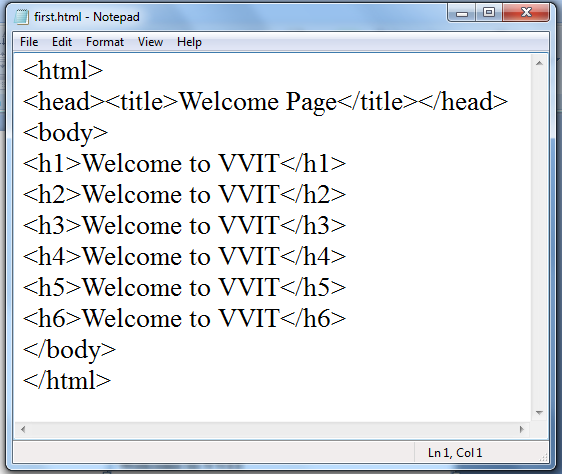 first.html - Notepad
File Edit Format View Help
<html>
<head><title>Welcome Page</title></head>
<body>
<h1>Welcome to VVIT</h1>
<h2>Welcome to VVIT</h2>
<h3>Welcome to VVIT</h3>
<h4>Welcome to VVIT</h4>
<h5>Welcome to VVIT</h5>
<h6>Welcome to VVIT</h6>
</body>
</html>
Ln 1, Col 1